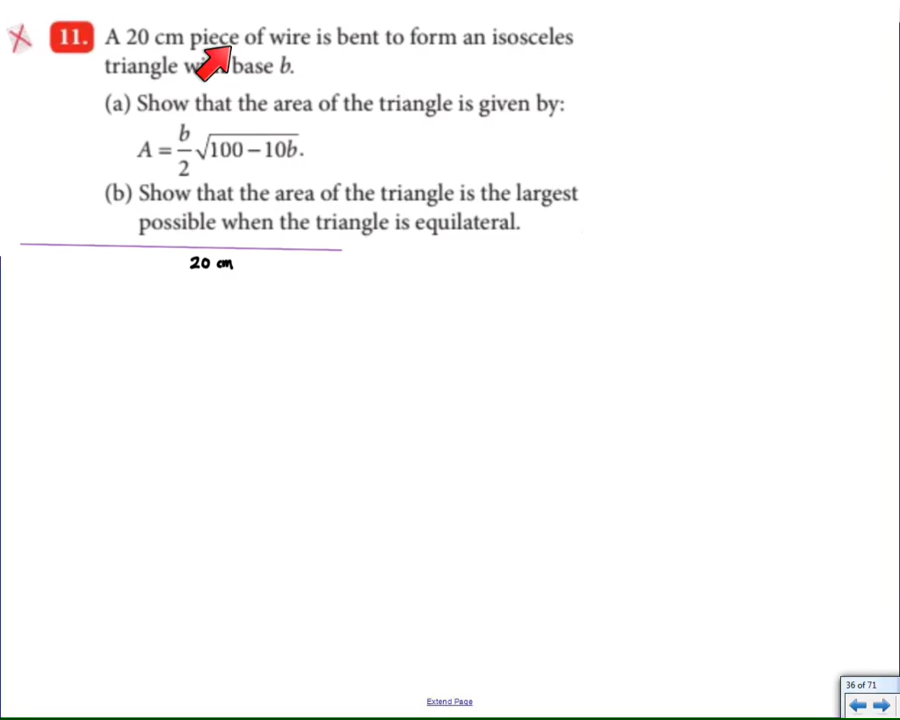 11. A 20 cm piece of wire is bent to form an isosceles
triangle base b.
(a) Show that the area of the triangle is given by:
A = b/2 √100 – 10b.
(b) Show that the area of the triangle is the largest
possible when the triangle is equilateral.
20 cm
Extend Page
36 of 71